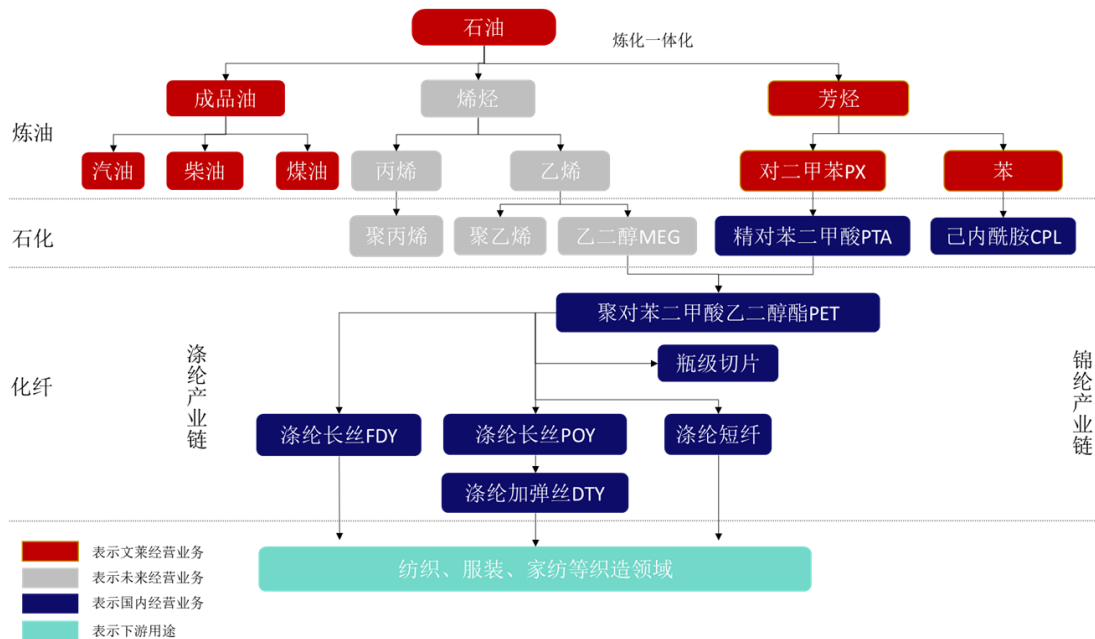 石油
炼化一体化
成品油
烯烃
芳烃
炼油
汽油
柴油
煤油
丙烯
乙烯
对二甲苯PX
苯
石化
聚丙烯
聚乙烯
乙二醇MEG
精对苯二甲酸PTA
己内酰胺CPL
聚对苯二甲酸乙二醇酯PET
瓶级切片
化纤
涤纶产业链
锦纶产业链
涤纶长丝FDY
涤纶长丝POY
涤纶短纤
涤纶加弹丝DTY
纺织、服装、家纺等织造领域
表示文莱经营业务
表示未来经营业务
表示国内经营业务
表示下游用途